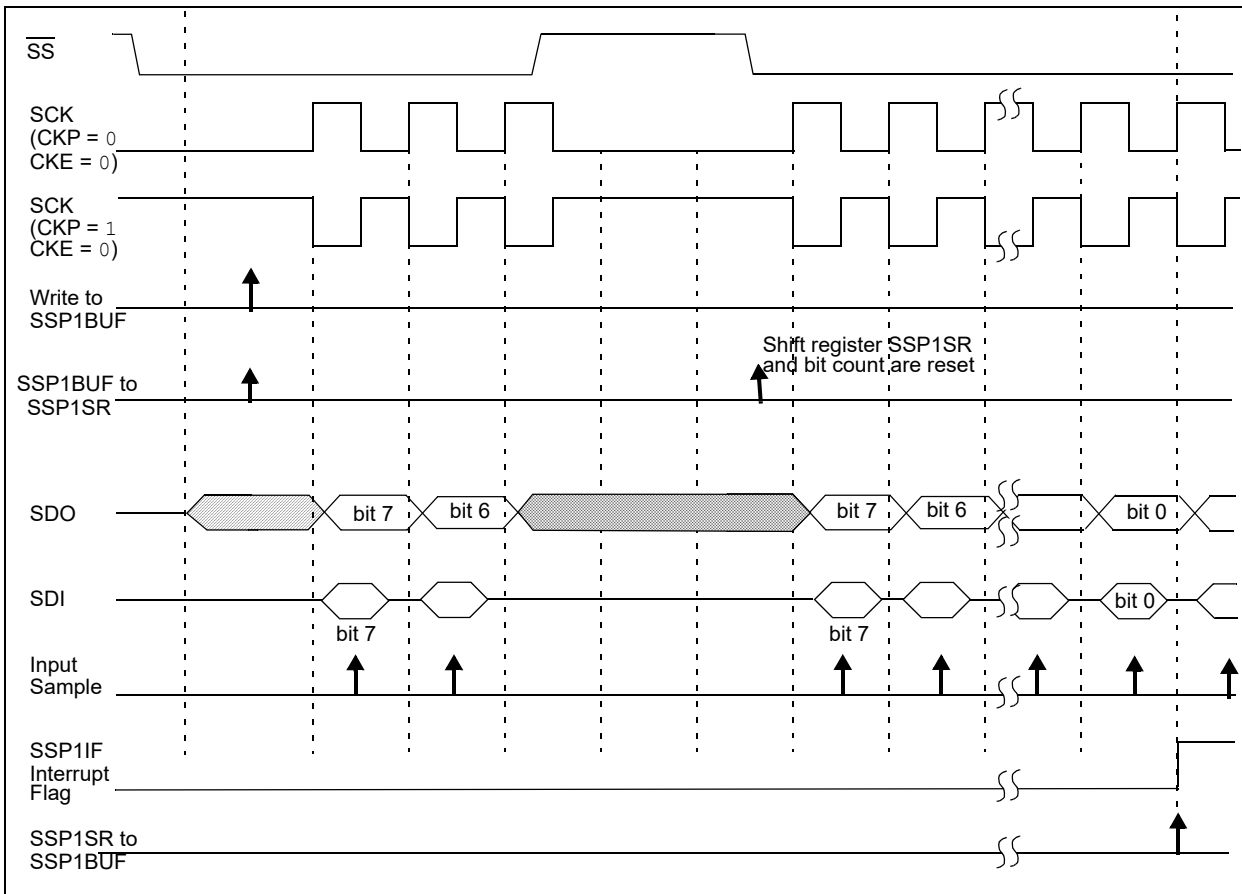 SS
SCK
(CKP = 0
CKE = 0)
SCK
(CKP = 1
CKE = 0)
Write to
SSP1BUF
Shift register SSP1SR
and bit count are reset
SSP1BUF to
SSP1SR
SDO
bit 7
bit 6
bit 7
bit 6
bit 0
SDI
bit 0
bit 7
bit 7
Input
Sample
SSP1IF
Interrupt
Flag
SSP1SR to
SSP1BUF